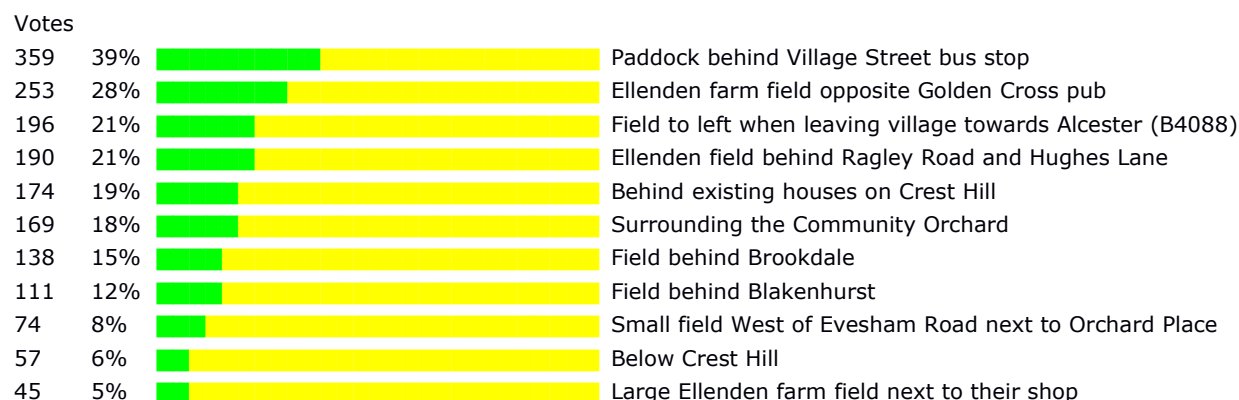 Votes
359 39% Paddock behind Village Street bus stop
253 28% Ellenden farm field opposite Golden Cross pub
196 21% Field to left when leaving village towards Alcester (B4088)
190 21% Ellenden field behind Ragley Road and Hughes Lane
174 19% Behind existing houses on Crest Hill
169 18% Surrounding the Community Orchard
138 15% Field behind Brookdale
111 12% Field behind Blakenhurst
74 8% Small field West of Evesham Road next to Orchard Place
57 6% Below Crest Hill
45 5% Large Ellenden farm field next to their shop